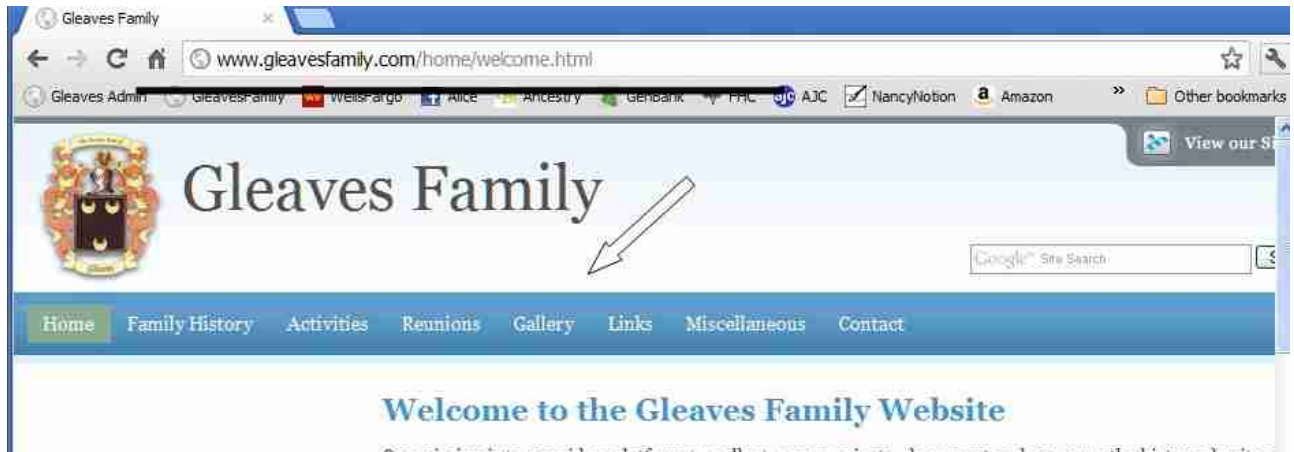 Gleaves Family
www.gleavesfamily.com/home/welcome.html
Gleaves Admin GleavesFamily WellsFargo Alice Ancestry GenBank FHC ajc AJC NancyNotion a Amazon » Other bookmarks
View our
Gleaves Family
Google™ Site Search
Home Family History Activities Reunions Gallery Links Miscellaneous Contact
Welcome to the Gleaves Family Website